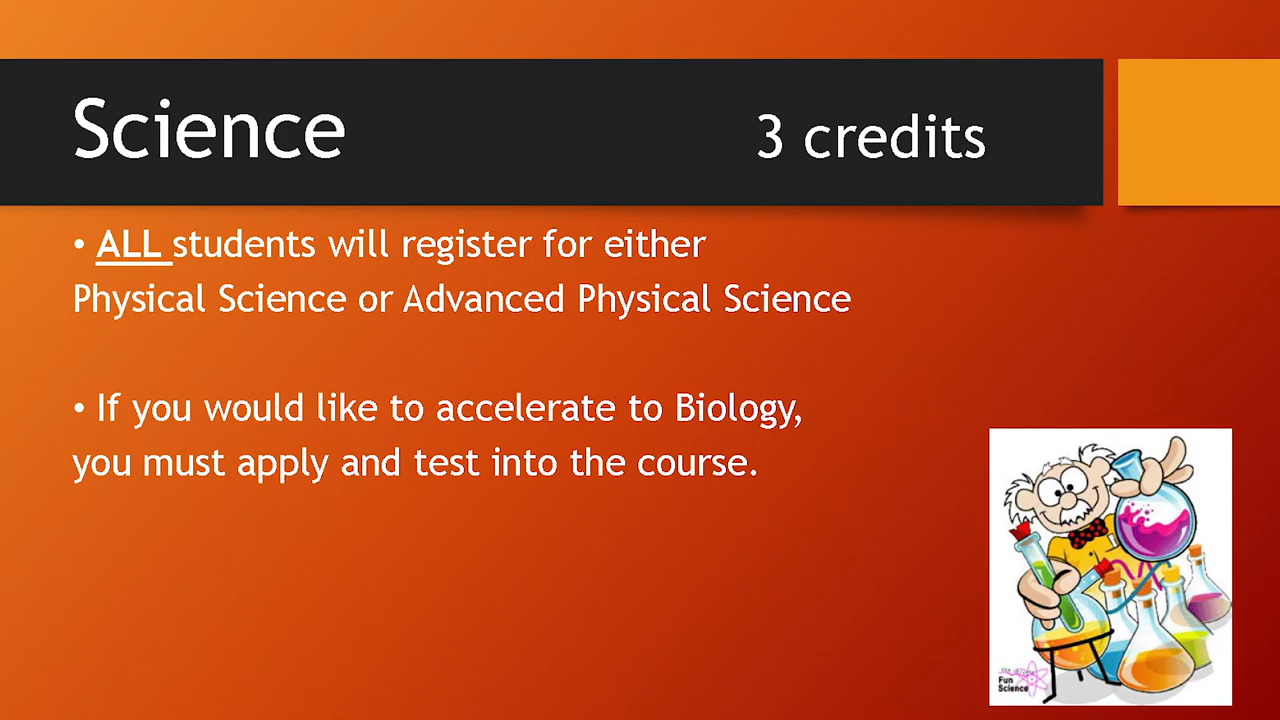 Science 3 credits
• ALL students will register for either
Physical Science or Advanced Physical Science
• If you would like to accelerate to Biology,
you must apply and test into the course.
Fun
Science